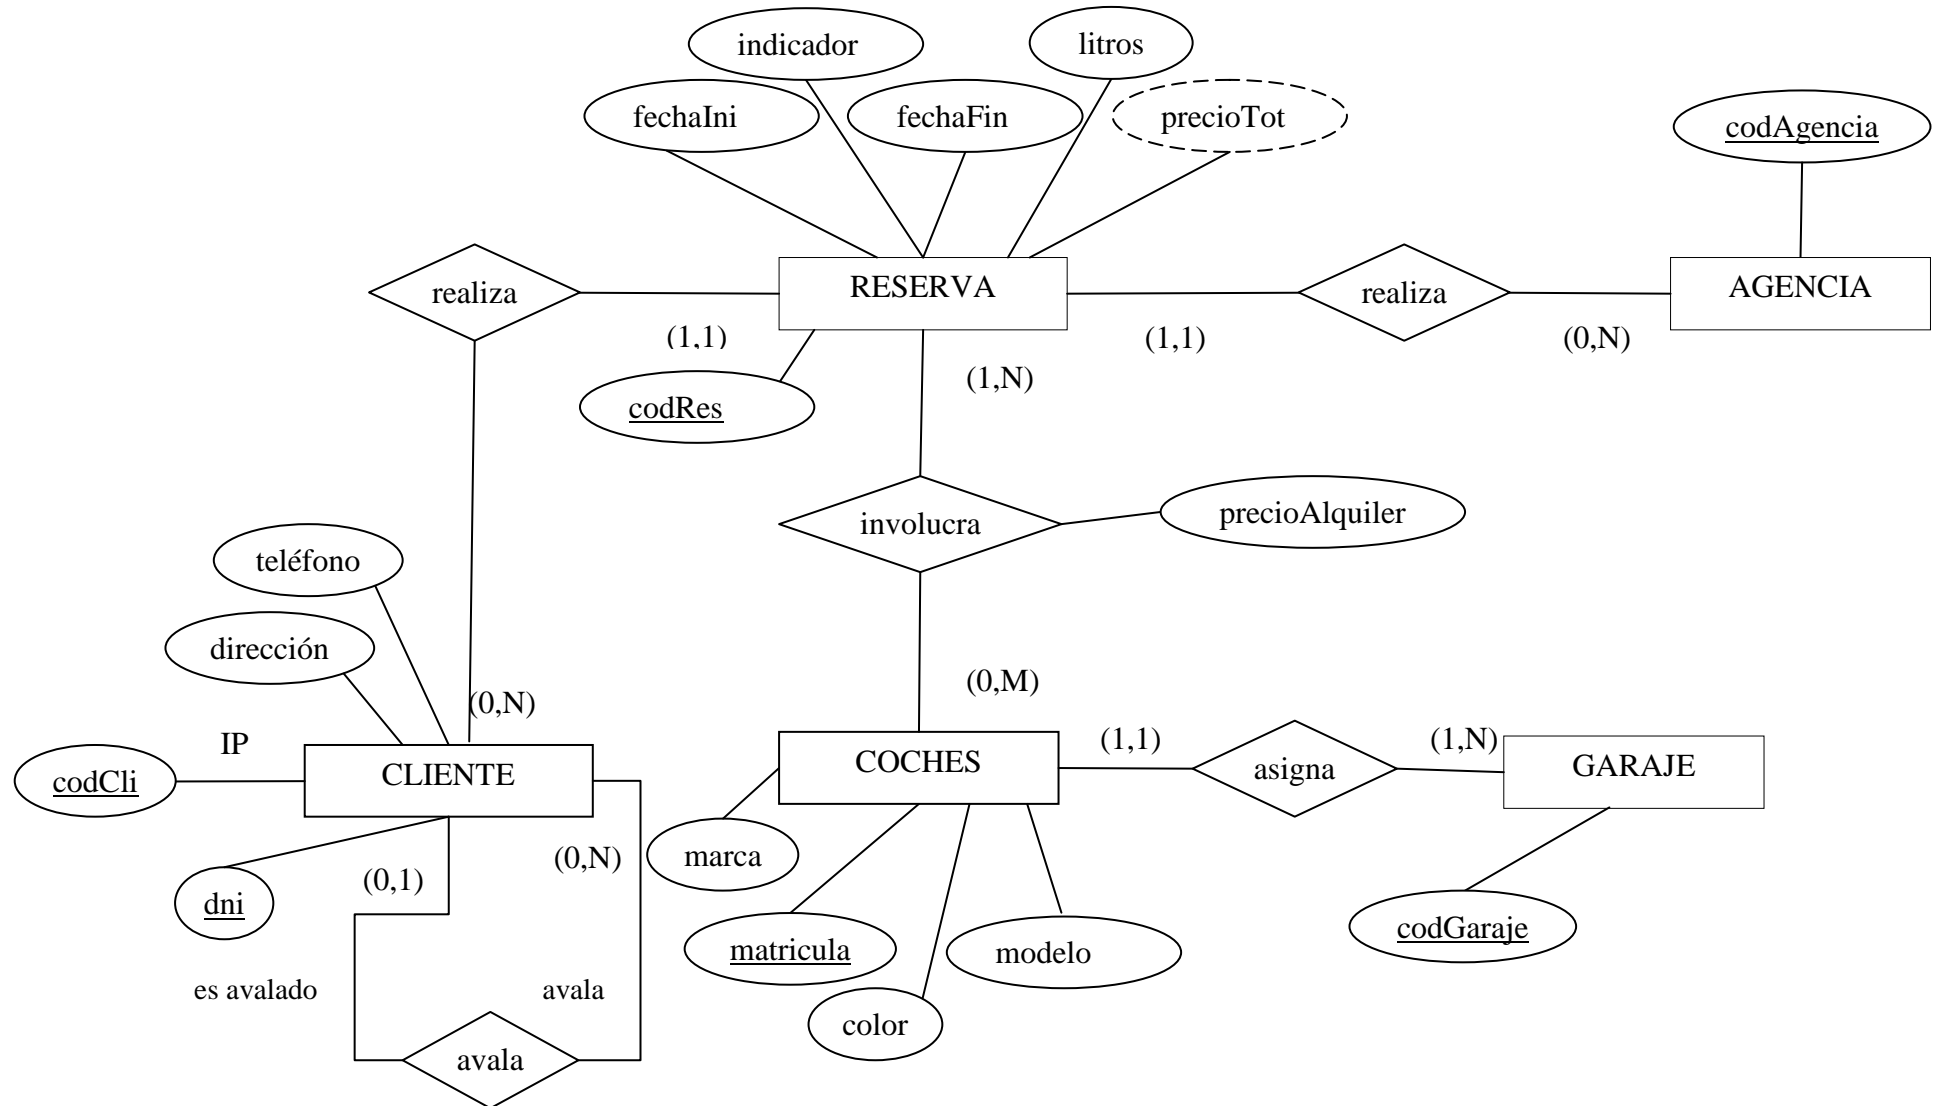 indicador
litros
fechaIni
fechaFin
precioTot
codAgencia
realiza
RESERVA
realiza
AGENCIA
(1,1)
(1,1)
(0,N)
(1,N)
codRes
involucra
precioAlquiler
teléfono
dirección
(0,N)
(0,M)
IP
codCli
CLIENTE
COCHES
(1,1)
asigna
(1,N)
GARAJE
(0,1)
(0,N)
marca
dni
matricula
modelo
codGaraje
es avalado
avala
color
avala